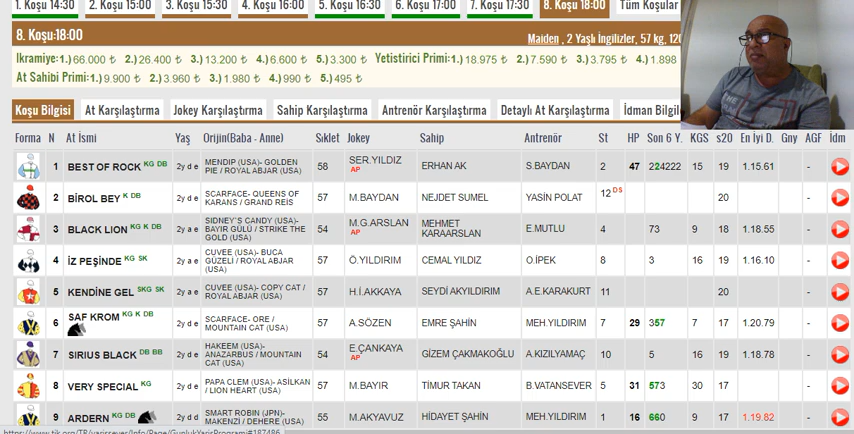 1. Koşu 14:30 2. Koşu 15:00 3. Koşu 15:30 4. Koşu 16:00 5. Koşu 16:30 6. Koşu 17:00 7. Koşu 17:30 8. Koşu 18:00 Tüm Koşular
8. Koşu:18:00 Maiden , 2 Yaşlı İngilizler, 57 kg, 120
Ikramiye:1.) 66.000 ₺ 2.) 26.400 ₺ 3.) 13.200 ₺ 4.) 6.600 ₺ 5.) 3.300 ₺ Yetistirici Primi:1.) 18.975 ₺ 2.) 7.590 ₺ 3.) 3.795 ₺ 4.) 1.898
At Sahibi Primi:1.) 9.900 ₺ 2.) 3.960 ₺ 3.) 1.980 ₺ 4.) 990 ₺ 5.) 495 ₺
Koşu Bilgisi At Karşılaştırma Jokey Karşılaştırma Sahip Karşılaştırma Antrenör Karşılaştırma Detaylı At Karşılaştırma İdman Bilgile
Forma N At İsmi Yaş Orijin(Baba - Anne) Sıklet Jokey Sahip Antrenör St HP Son 6 Y. KGS s20 En İyi D. Gny AGF İdm
1 BEST OF ROCK KG DB 2y d e MENDIP (USA)- GOLDEN PIE / ROYAL ABJAR (USA) 58 SER.YILDIZ AP ERHAN AK S.BAYDAN 2 47 224222 15 19 1.15.61 -
2 BİROL BEY K DB 2y d e SCARFACE- QUEENS OF KARANS / GRAND REIS 57 M.BAYDAN NEJDET SUMEL YASİN POLAT 12 DS 20 -
3 BLACK LION KG K DB 2y a e SIDNEY'S CANDY (USA)- BAYIR GÜLÜ / STRIKE THE GOLD (USA) 54 M.G.ARSLAN AP MEHMET KARAARSLAN E.MUTLU 4 73 9 18 1.18.55 -
4 İZ PEŞİNDE KG SK 2y a e CUVEE (USA)- BUCA GÜZELİ / ROYAL ABJAR (USA) 57 Ö.YILDIRIM CEMAL YILDIZ O.İPEK 8 3 16 19 1.16.10 -
5 KENDİNE GEL SKG SK 2y a e CUVEE (USA)- COPY CAT / ROYAL ABJAR (USA) 57 H.İ.AKKAYA SEYDİ AKYILDIRIM A.E.KARAKURT 11 20 -
6 SAF KROM KG K DB 2y d e SCARFACE- ORE / MOUNTAIN CAT (USA) 57 A.SÖZEN EMRE ŞAHİN MEH.YILDIRIM 7 29 357 7 17 1.20.79 -
7 SIRIUS BLACK DB BB 2y a e HAKEEM (USA)- ANAZARBUS / MOUNTAIN CAT (USA) 54 E.ÇANKAYA AP GİZEM ÇAKMAKOĞLU A.KIZILYAMAÇ 10 5 16 19 1.18.78 -
8 VERY SPECIAL KG 2y d d PAPA CLEM (USA)- ASİLKAN / LION HEART (USA) 57 M.BAYIR TİMUR TAKAN B.VATANSEVER 5 31 573 30 17 -
9 ARDERN KG DB 2y d d SMART ROBIN (JPN)- MAKENZI / DEHERE (USA) 55 M.AKYAVUZ HİDAYET ŞAHİN MEH.YILDIRIM 1 16 660 9 17 1.19.82 -